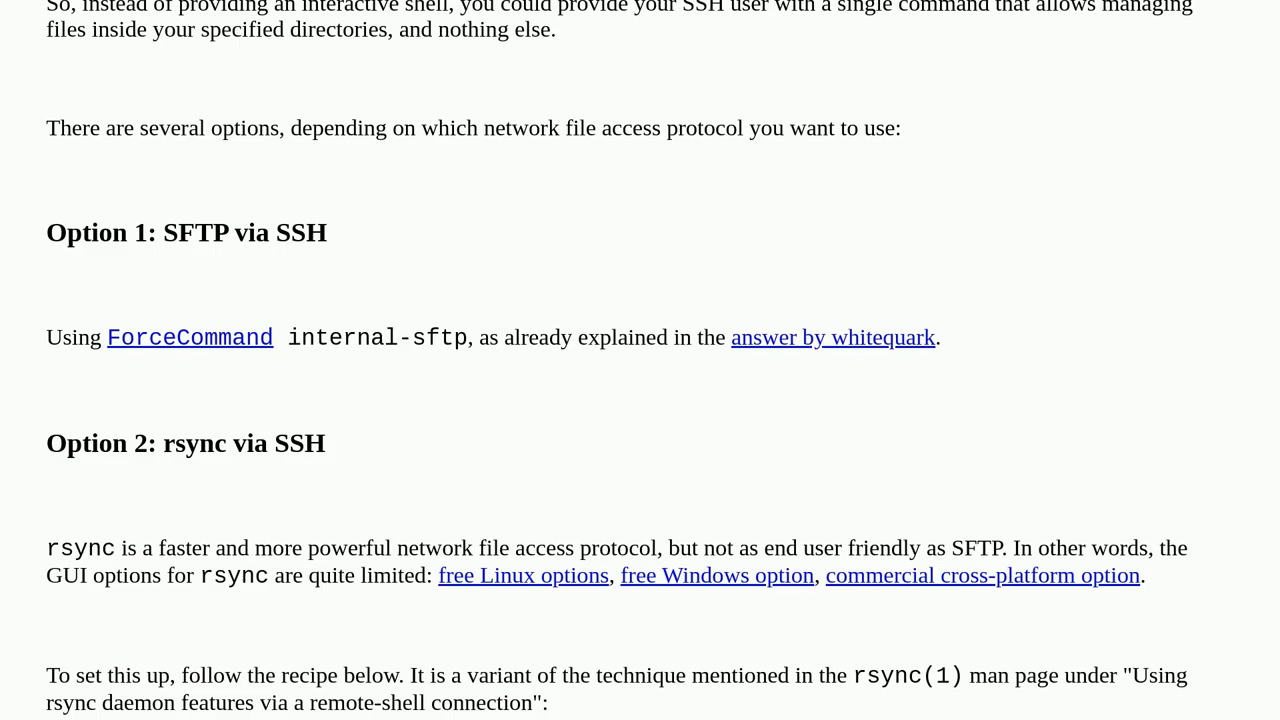 So, instead of providing an interactive shell, you could provide your SSH user with a single command that allows managing
files inside your specified directories, and nothing else.
There are several options, depending on which network file access protocol you want to use:
Option 1: SFTP via SSH
Using ForceCommand internal-sftp, as already explained in the answer by whitequark.
Option 2: rsync via SSH
rsync is a faster and more powerful network file access protocol, but not as end user friendly as SFTP. In other words, the
GUI options for rsync are quite limited: free Linux options, free Windows option, commercial cross-platform option.
To set this up, follow the recipe below. It is a variant of the technique mentioned in the rsync(1) man page under "Using
rsync daemon features via a remote-shell connection":